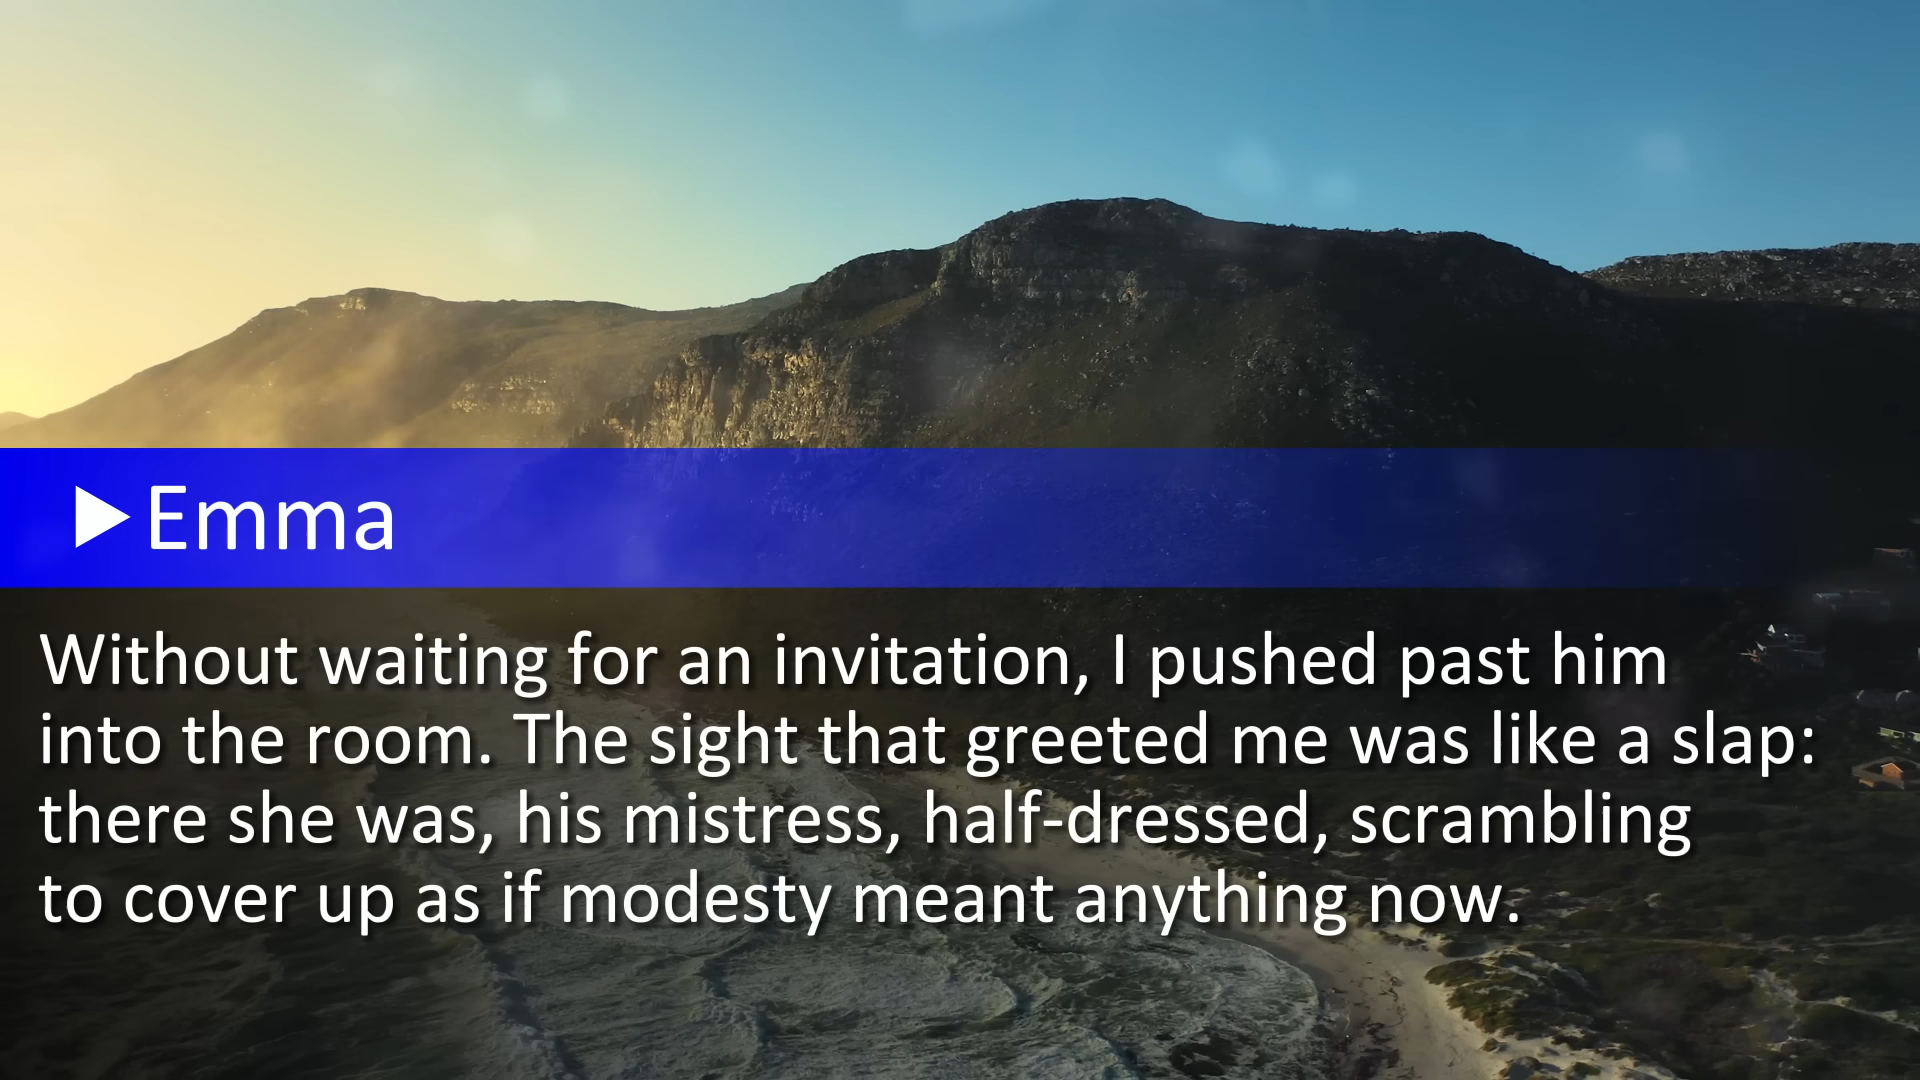 Emma
Without waiting for an invitation, I pushed past him
into the room. The sight that greeted me was like a slap:
there she was, his mistress, half-dressed, scrambling
to cover up as if modesty meant anything now.